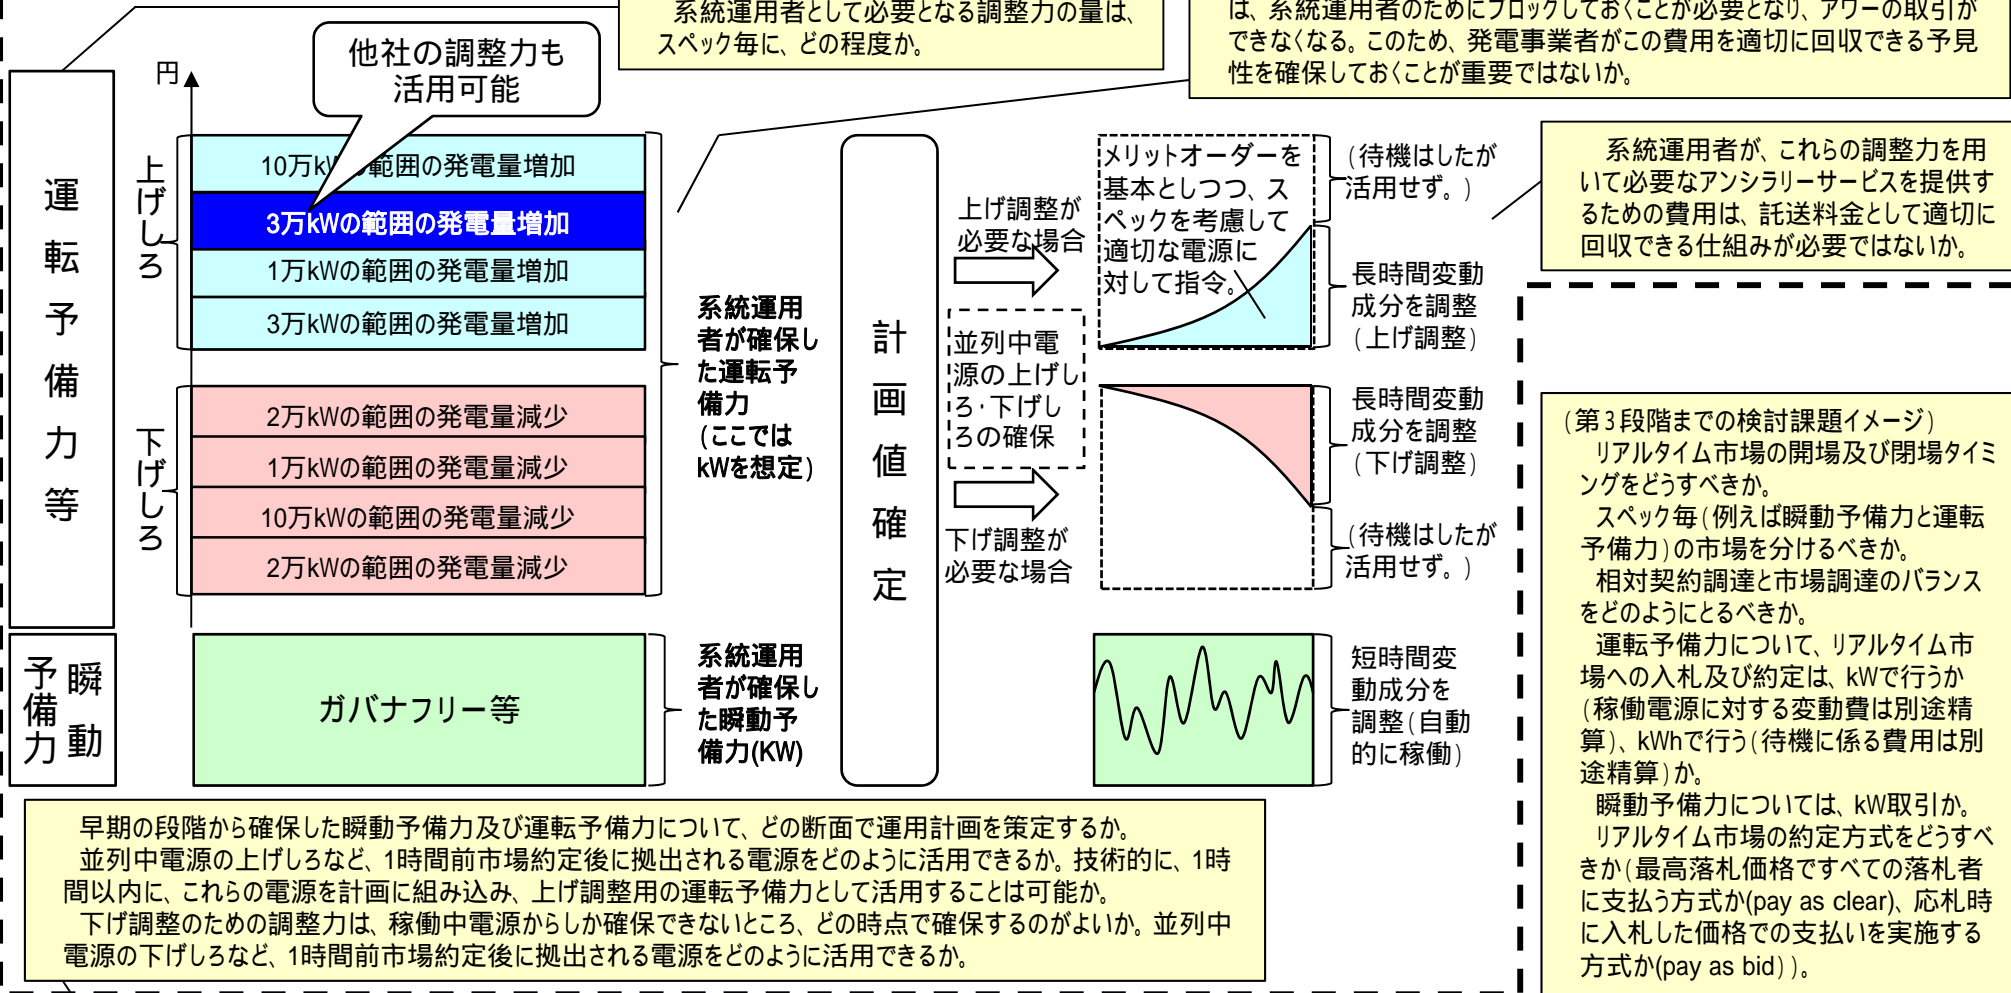 系統運用者として必要となる調整力の量は、
スペック毎に、どの程度か。
は、系統運用者のためにブロックしておくことが必要となり、アワーの取引が
できなくなる。このため、発電事業者がこの費用を適切に回収できる予見
性を確保しておくことが重要ではないか。
他社の調整力も
活用可能
円
運転予備力等
上げしろ
10万kWの範囲の発電量増加
3万kWの範囲の発電量増加
1万kWの範囲の発電量増加
3万kWの範囲の発電量増加
下げしろ
2万kWの範囲の発電量減少
1万kWの範囲の発電量減少
10万kWの範囲の発電量減少
2万kWの範囲の発電量減少
系統運用
者が確保し
た運転予
備力
(ここでは
kWを想定)
瞬動
予備力
ガバナフリー等
系統運用
者が確保し
た瞬動予
備力(KW)
計画値確定
上げ調整が
必要な場合
並列中電
源の上げし
ろ・下げし
ろの確保
下げ調整が
必要な場合
メリットオーダーを
基本としつつ、ス
ペックを考慮して
適切な電源に
対して指令。
(待機はしたが
活用せず。)
長時間変動
成分を調整
(上げ調整)
長時間変動
成分を調整
(下げ調整)
(待機はしたが
活用せず。)
短時間変
動成分を
調整(自動
的に稼働)
系統運用者が、これらの調整力を用
いて必要なアンシラリーサービスを提供す
るための費用は、託送料金として適切に
回収できる仕組みが必要ではないか。
(第3段階までの検討課題イメージ)
リアルタイム市場の開場及び閉場タイミ
ングをどうすべきか。
スペック毎(例えば瞬動予備力と運転
予備力)の市場を分けるべきか。
相対契約調達と市場調達のバランス
をどのようにとるべきか。
運転予備力について、リアルタイム市
場への入札及び約定は、kWで行うか
(稼働電源に対する変動費は別途精
算)、kWhで行う(待機に係る費用は別
途精算)か。
瞬動予備力については、kW取引か。
リアルタイム市場の約定方式をどうすべ
きか(最高落札価格ですべての落札者
に支払う方式か(pay as clear)、応札時
に入札した価格での支払いを実施する
方式か(pay as bid))。
早期の段階から確保した瞬動予備力及び運転予備力について、どの断面で運用計画を策定するか。
並列中電源の上げしろなど、1時間前市場約定後に拠出される電源をどのように活用できるか。技術的に、1時
間以内に、これらの電源を計画に組み込み、上げ調整用の運転予備力として活用することは可能か。
下げ調整のための調整力は、稼働中電源からしか確保できないところ、どの時点で確保するのがよいか。並列中
電源の下げしろなど、1時間前市場約定後に拠出される電源をどのように活用できるか。